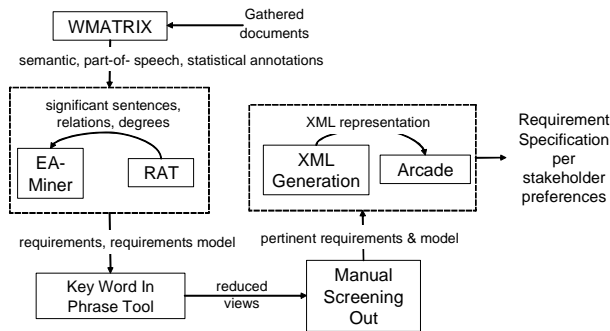 WMATRIX
Gathered
documents
semantic, part-of- speech, statistical annotations
significant sentences,
relations, degrees
EA-
Miner
RAT
requirements, requirements model
Key Word In
Phrase Tool
reduced
views
Manual
Screening
Out
pertinent requirements & model
XML representation
XML
Generation
Arcade
Requirement
Specification
per
stakeholder
preferences